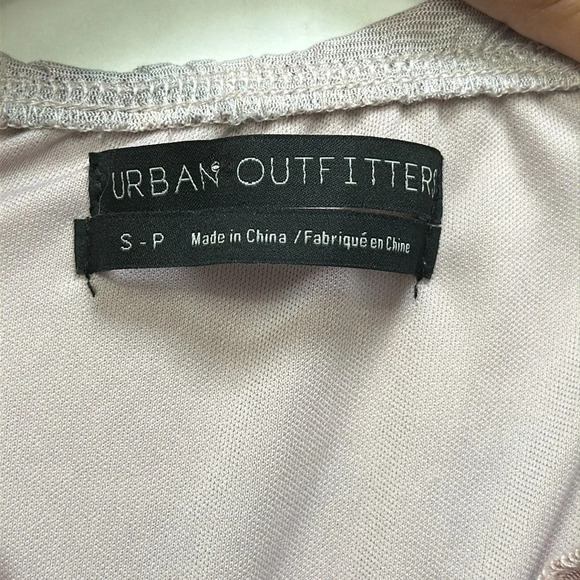 URBAN OUTFITTERS
S-P Made in China / Fabriqué en Chine